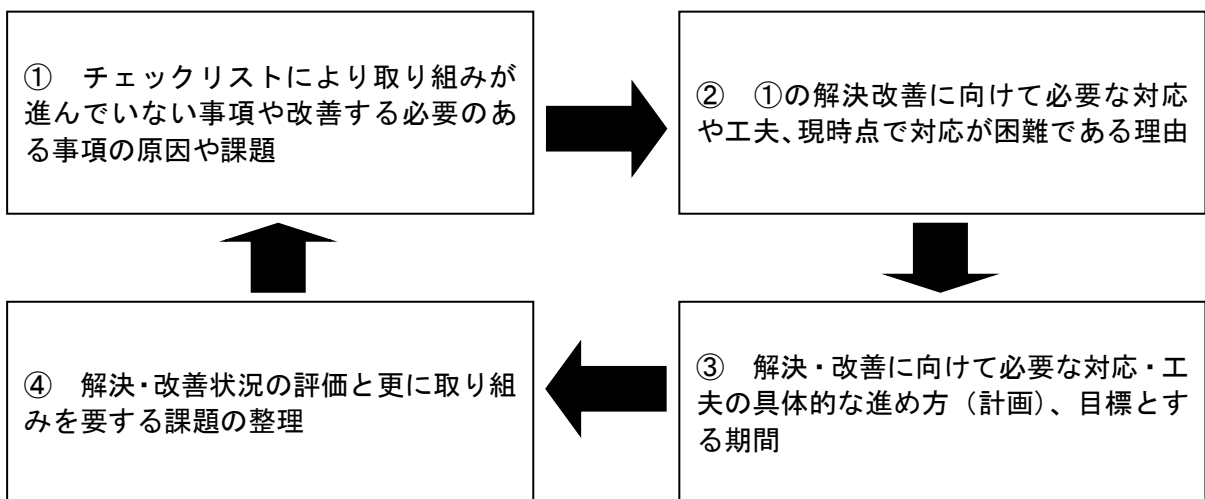 ① チェックリストにより取り組みが
進んでいない事項や改善する必要のあ
る事項の原因や課題
② ①の解決改善に向けて必要な対応
や工夫、現時点で対応が困難である理由
③ 解決・改善に向けて必要な対応・工
夫の具体的な進め方（計画）、目標とす
る期間
④ 解決・改善状況の評価と更に取り組
みを要する課題の整理